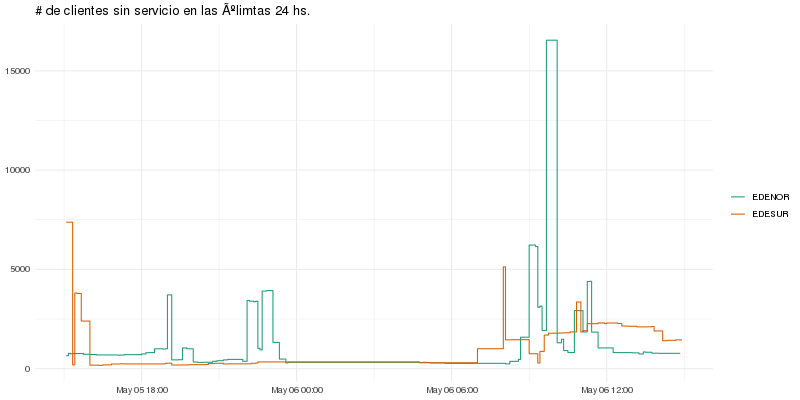 # de clientes sin servicio en las Ãºlimtas 24 hs.
15000
10000
5000
0
May 05 18:00
May 06 00:00
May 06 06:00
May 06 12:00
EDENOR
EDESUR